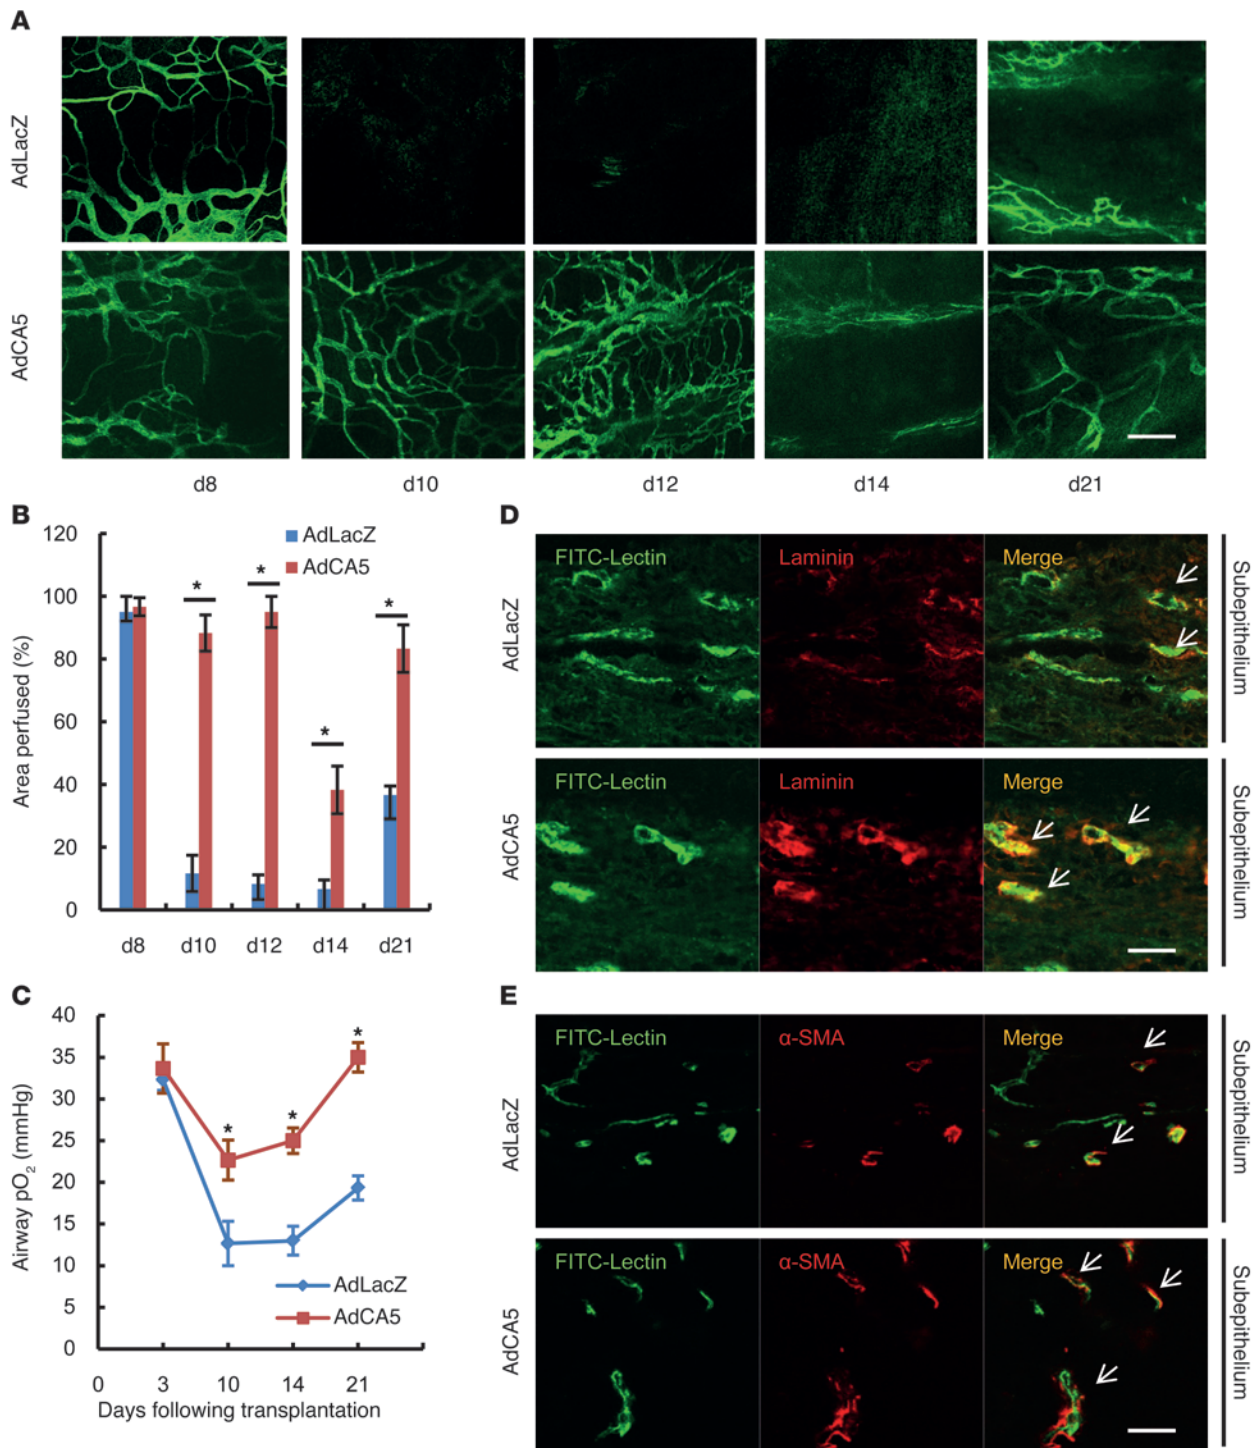 A
AdLacZ
AdCA5
d8 d10 d12 d14 d21
B
AdLacZ
AdCA5
Area perfused (%)
120
100
80
60
40
20
0
* * * *
d8 d10 d12 d14 d21
C
Airway pO₂ (mmHg)
40
35
30
25
20
15
10
5
0
* * *
AdLacZ
AdCA5
0 3 10 14 21
Days following transplantation
D
AdLacZ
FITC-Lectin Laminin Merge
Subepithelium
AdCA5
FITC-Lectin Laminin Merge
Subepithelium
E
AdLacZ
FITC-Lectin α-SMA Merge
Subepithelium
AdCA5
FITC-Lectin α-SMA Merge
Subepithelium